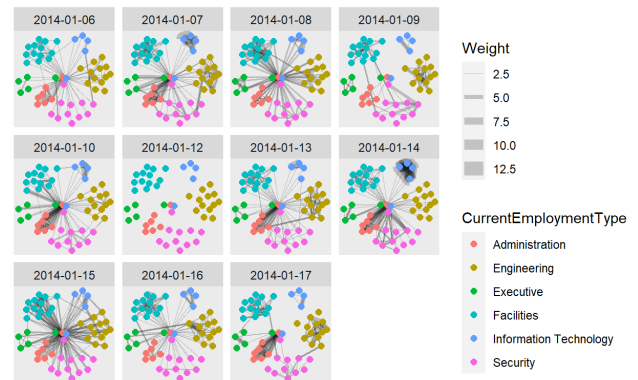 2014-01-06 2014-01-07 2014-01-08 2014-01-09
2014-01-10 2014-01-12 2014-01-13 2014-01-14
2014-01-15 2014-01-16 2014-01-17
Weight
2.5
5.0
7.5
10.0
12.5
CurrentEmploymentType
Administration
Engineering
Executive
Facilities
Information Technology
Security